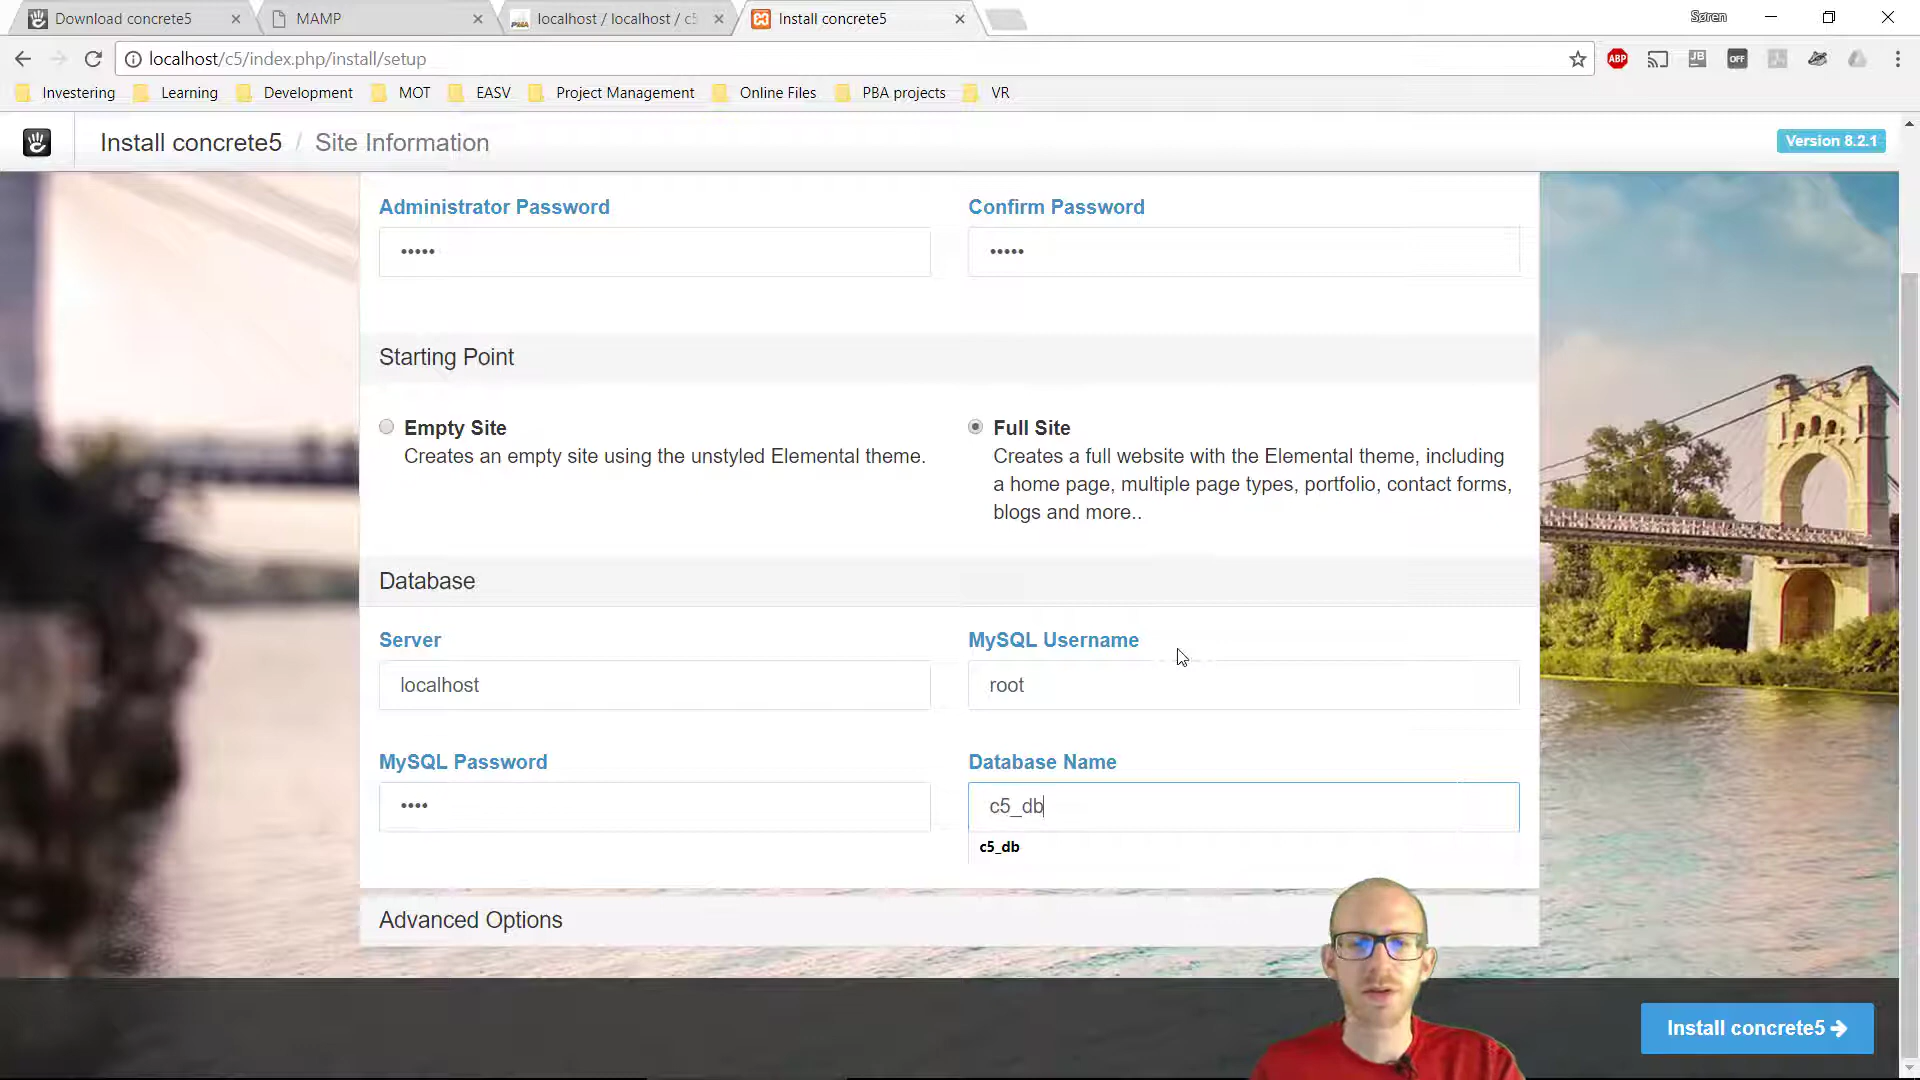 Download concrete5
MAMP
localhost / localhost / c5
Install concrete5
Søren
localhost/c5/index.php/install/setup
ABP
JB
OFF
Investering
Learning
Development
MOT
EASV
Project Management
Online Files
PBA projects
VR
Install concrete5 / Site Information
Version 8.2.1
Administrator Password
Confirm Password
•••••
•••••
Starting Point
Empty Site
Creates an empty site using the unstyled Elemental theme.
Full Site
Creates a full website with the Elemental theme, including
a home page, multiple page types, portfolio, contact forms,
blogs and more..
Database
Server
MySQL Username
localhost
root
MySQL Password
Database Name
••••
c5_db
c5_db
Advanced Options
Install concrete5